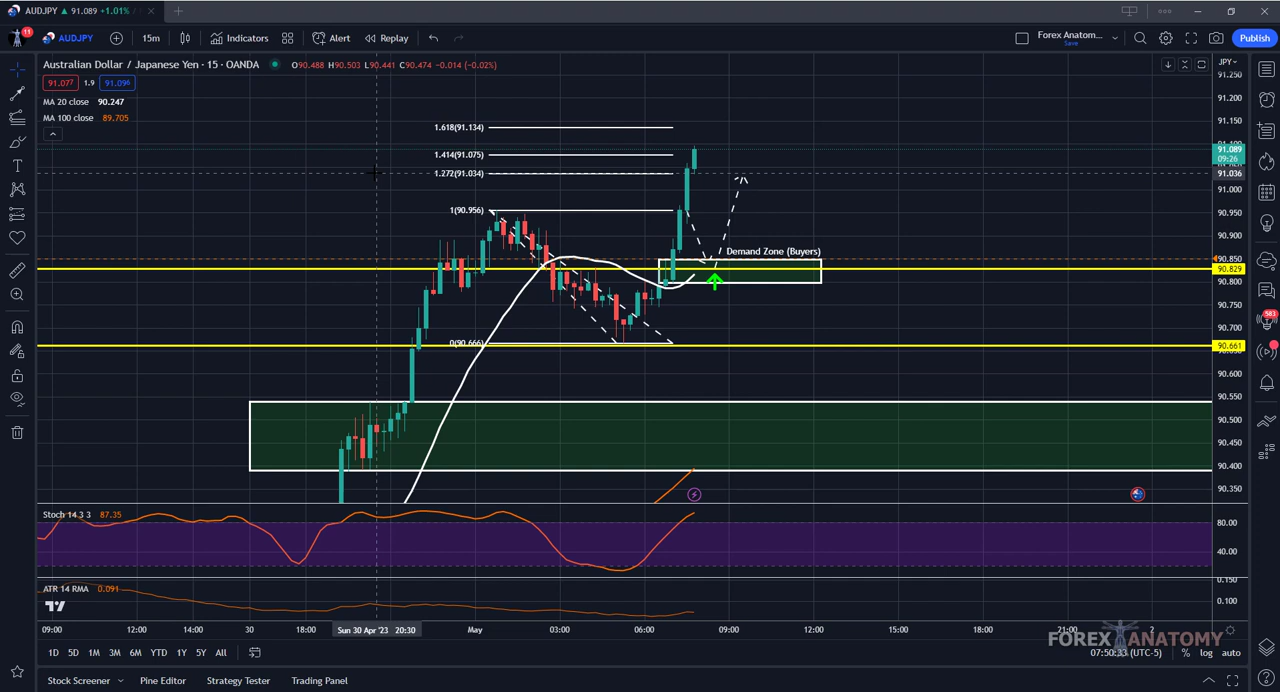 AUDJPY ▲ 91.089 +1.01%
11 AUDJPY 15m Indicators Alert Replay Forex Anatom... Save Publish
Australian Dollar / Japanese Yen · 15 · OANDA O90.488 H90.503 L90.441 C90.474 -0.014 (-0.02%) JPY
91.077 1.9 91.096
MA 20 close 90.247
MA 100 close 89.705
1.618(91.134)
1.414(91.075)
1.272(91.034)
1(90.956)
Demand Zone (Buyers)
0(90.666)
91.250
91.200
91.150
91.100
91.089
09:26
91.036
91.000
90.950
90.900
90.850
90.829
90.800
90.750
90.700
90.661
90.600
90.550
90.500
90.450
90.400
90.350
583
Stoch 14 3 3 87.35
80.00
40.00
ATR 14 RMA 0.091
0.150
0.100
09:00 12:00 14:00 30 18:00 Sun 30 Apr '23 20:30 May 03:00 06:00 09:00 12:00 15:00 18:00 21:00 2
FOREX ANATOMY
1D 5D 1M 3M 6M YTD 1Y 5Y All 07:50:33 (UTC-5) % log auto
Stock Screener Pine Editor Strategy Tester Trading Panel